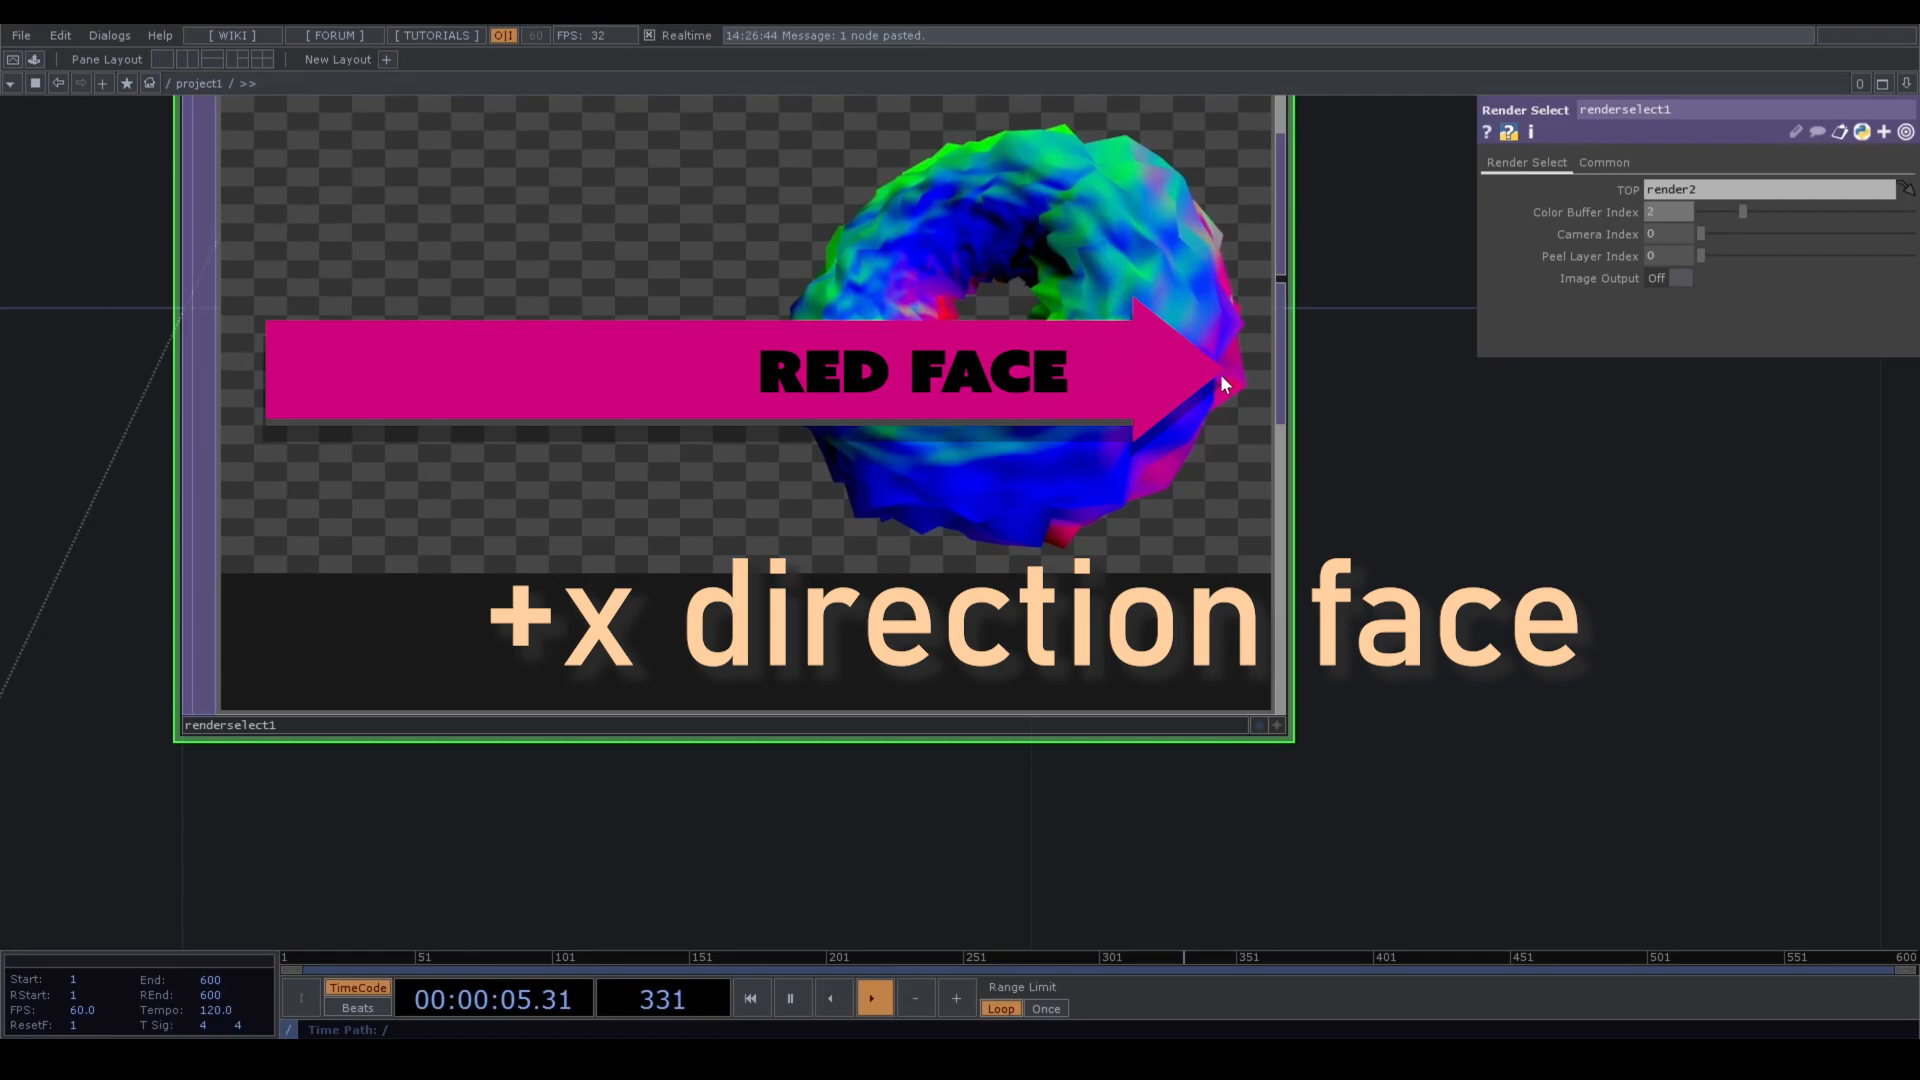 File Edit Dialogs Help [ WIKI ] [ FORUM ] [ TUTORIALS ] O|I 60 FPS: 32 Realtime 14:26:44 Message: 1 node pasted.
Pane Layout New Layout +
/ project1 / >> 0
Render Select renderselect1
? ? i
Render Select Common
TOP render2
Color Buffer Index 2
Camera Index 0
Peel Layer Index 0
Image Output Off
RED FACE
+x direction face
renderselect1
1 51 101 151 201 251 301 351 401 451 501 551 600
Start: 1 End: 600
RStart: 1 REnd: 600
FPS: 60.0 Tempo: 120.0
ResetF: 1 T Sig: 4 4
I TimeCode Beats 00:00:05.31 331 - + Range Limit
Loop Once
/ Time Path: /